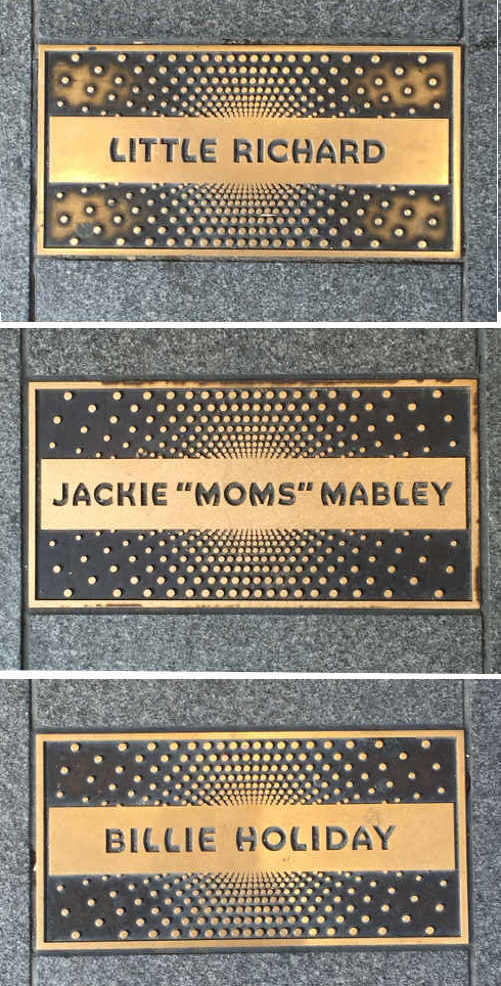 LITTLE RICHARD
JACKIE "MOMS" MABLEY
BILLIE HOLIDAY